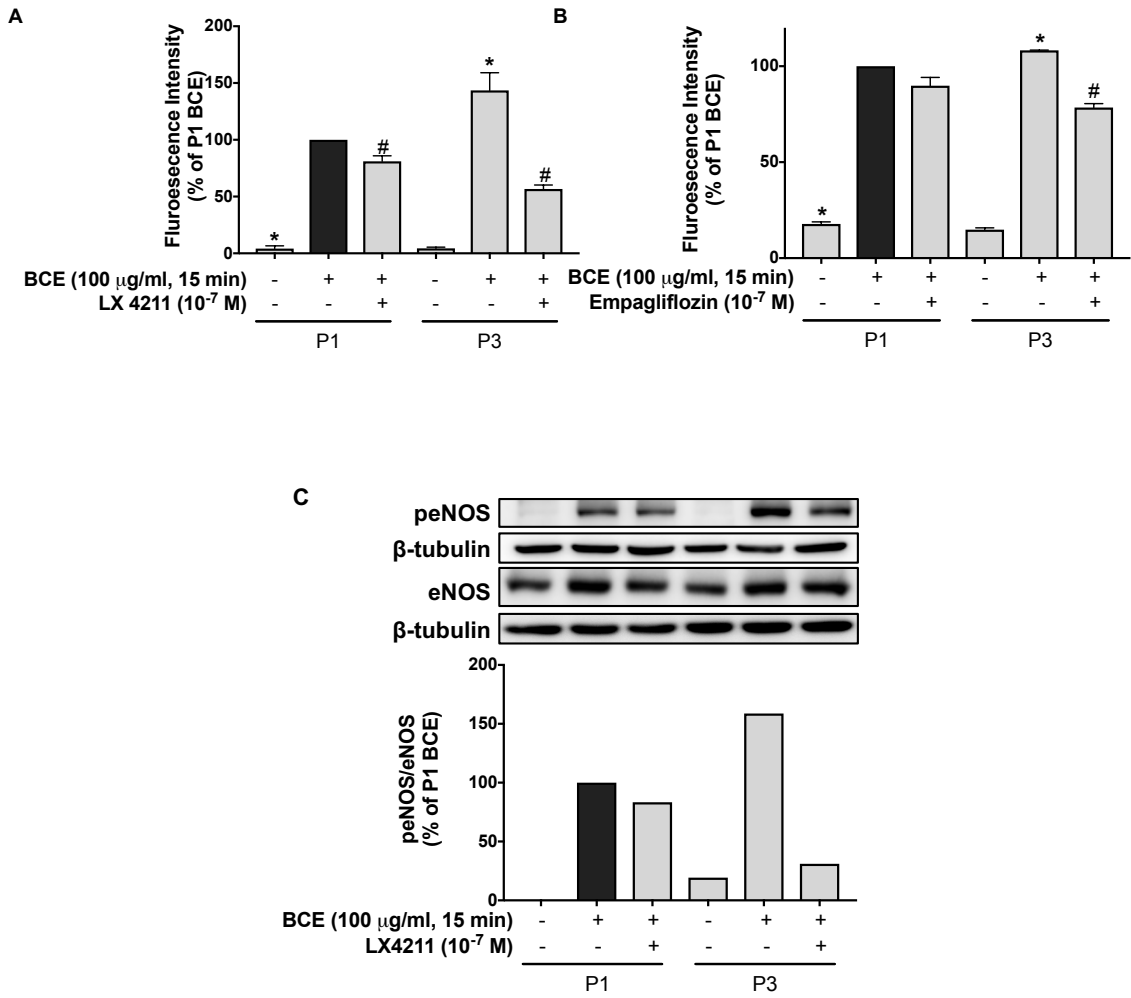 A
Fluroesecence Intensity
(% of P1 BCE)
200
150
100
50
0
*
#
*
#
BCE (100 μg/ml, 15 min) - + + - + +
LX 4211 (10-7 M) - - + - - +
P1 P3
B
Fluroesecence Intensity
(% of P1 BCE)
100
50
0
*
*
#
BCE (100 μg/ml, 15 min) - + + - + +
Empagliflozin (10-7 M) - - + - - +
P1 P3
C
peNOS
β-tubulin
eNOS
β-tubulin
peNOS/eNOS
(% of P1 BCE)
200
150
100
50
0
BCE (100 μg/ml, 15 min) - + + - + +
LX4211 (10-7 M) - - + - - +
P1 P3